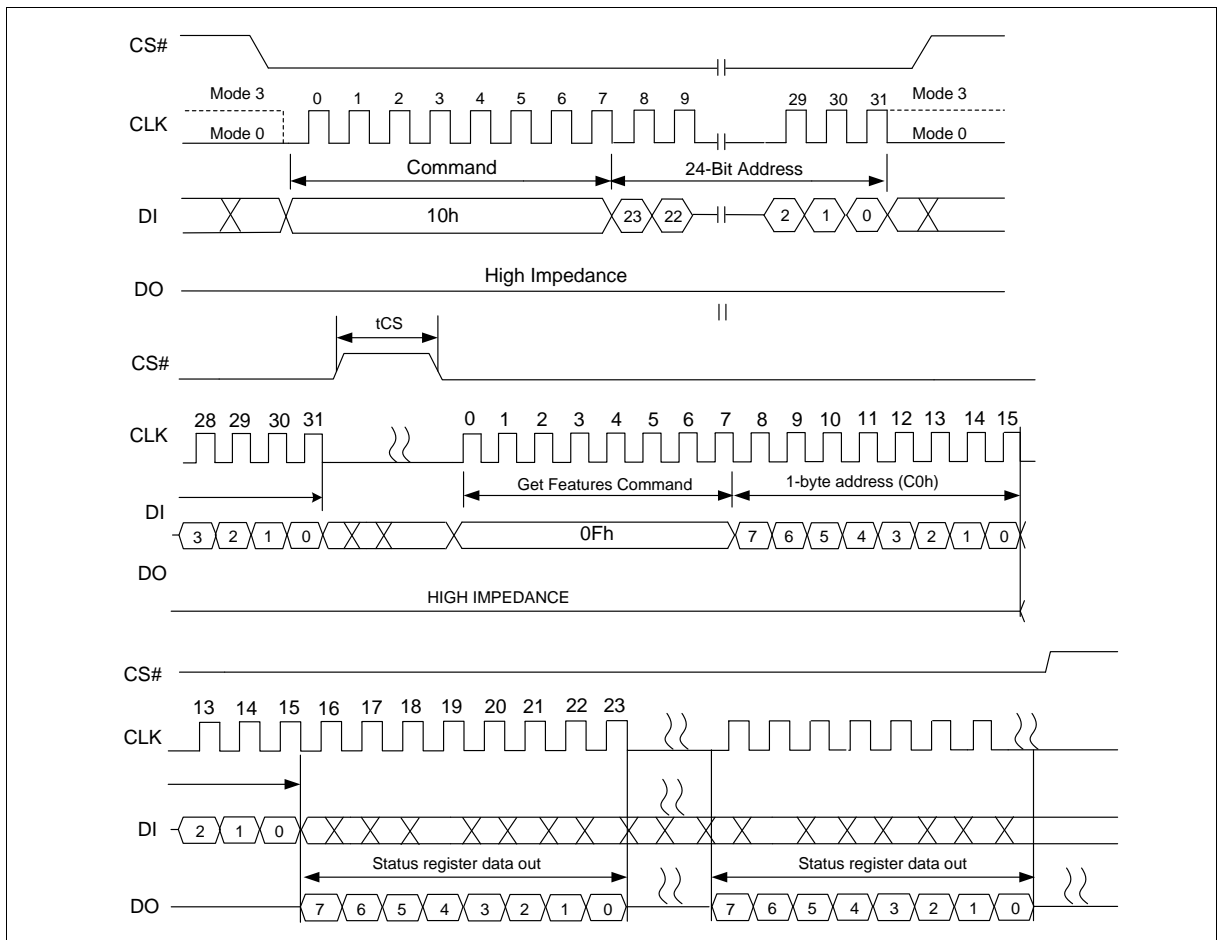 CS#
Mode 3
CLK
Mode 0
0 1 2 3 4 5 6 7 8 9 29 30 31
Mode 3
Mode 0
Command
24-Bit Address
DI
10h
23 22 2 1 0
High Impedance
DO
tCS
CS#
28 29 30 31 0 1 2 3 4 5 6 7 8 9 10 11 12 13 14 15
CLK
Get Features Command
1-byte address (C0h)
DI
3 2 1 0
0Fh
7 6 5 4 3 2 1 0
DO
HIGH IMPEDANCE
CS#
13 14 15 16 17 18 19 20 21 22 23
CLK
DI
2 1 0
Status register data out
Status register data out
DO
7 6 5 4 3 2 1 0
7 6 5 4 3 2 1 0